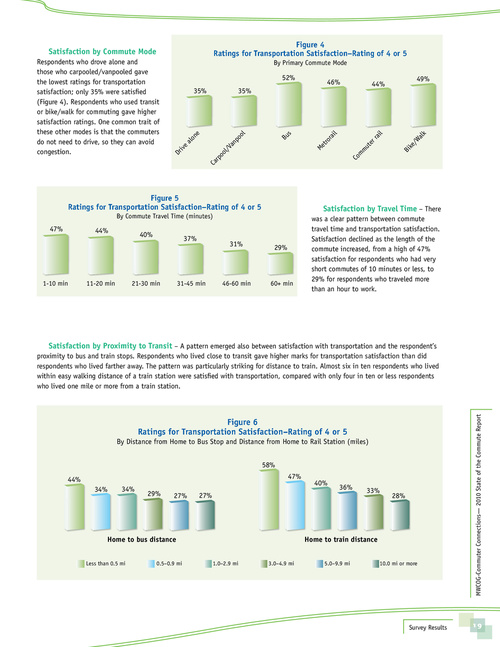 Satisfaction by Commute Mode
Respondents who drove alone and
those who carpooled/vanpooled gave
the lowest ratings for transportation
satisfaction; only 35% were satisfied
(Figure 4). Respondents who used transit
or bike/walk for commuting gave higher
satisfaction ratings. One common trait of
these other modes is that the commuters
do not need to drive, so they can avoid
congestion.
Figure 4
Ratings for Transportation Satisfaction–Rating of 4 or 5
By Primary Commute Mode
35% 35% 52% 46% 44% 49%
Drive alone Carpool/Vanpool Bus Metrorail Commuter rail Bike/Walk
Figure 5
Ratings for Transportation Satisfaction–Rating of 4 or 5
By Commute Travel Time (minutes)
47% 44% 40% 37% 31% 29%
1-10 min 11-20 min 21-30 min 31-45 min 46-60 min 60+ min
Satisfaction by Travel Time – There
was a clear pattern between commute
travel time and transportation satisfaction.
Satisfaction declined as the length of the
commute increased, from a high of 47%
satisfaction for respondents who had very
short commutes of 10 minutes or less, to
29% for respondents who traveled more
than an hour to work.
Satisfaction by Proximity to Transit – A pattern emerged also between satisfaction with transportation and the respondent's
proximity to bus and train stops. Respondents who lived close to transit gave higher marks for transportation satisfaction than did
respondents who lived farther away. The pattern was particularly striking for distance to train. Almost six in ten respondents who lived
within easy walking distance of a train station were satisfied with transportation, compared with only four in ten or less respondents
who lived one mile or more from a train station.
Figure 6
Ratings for Transportation Satisfaction–Rating of 4 or 5
By Distance from Home to Bus Stop and Distance from Home to Rail Station (miles)
44% 34% 34% 29% 27% 27%
58% 47% 40% 36% 33% 28%
Home to bus distance
Home to train distance
Less than 0.5 mi 0.5–0.9 mi 1.0–2.9 mi 3.0–4.9 mi 5.0–9.9 mi 10.0 mi or more
MWCOG-Commuter Connections— 2010 State of the Commute Report
Survey Results 19